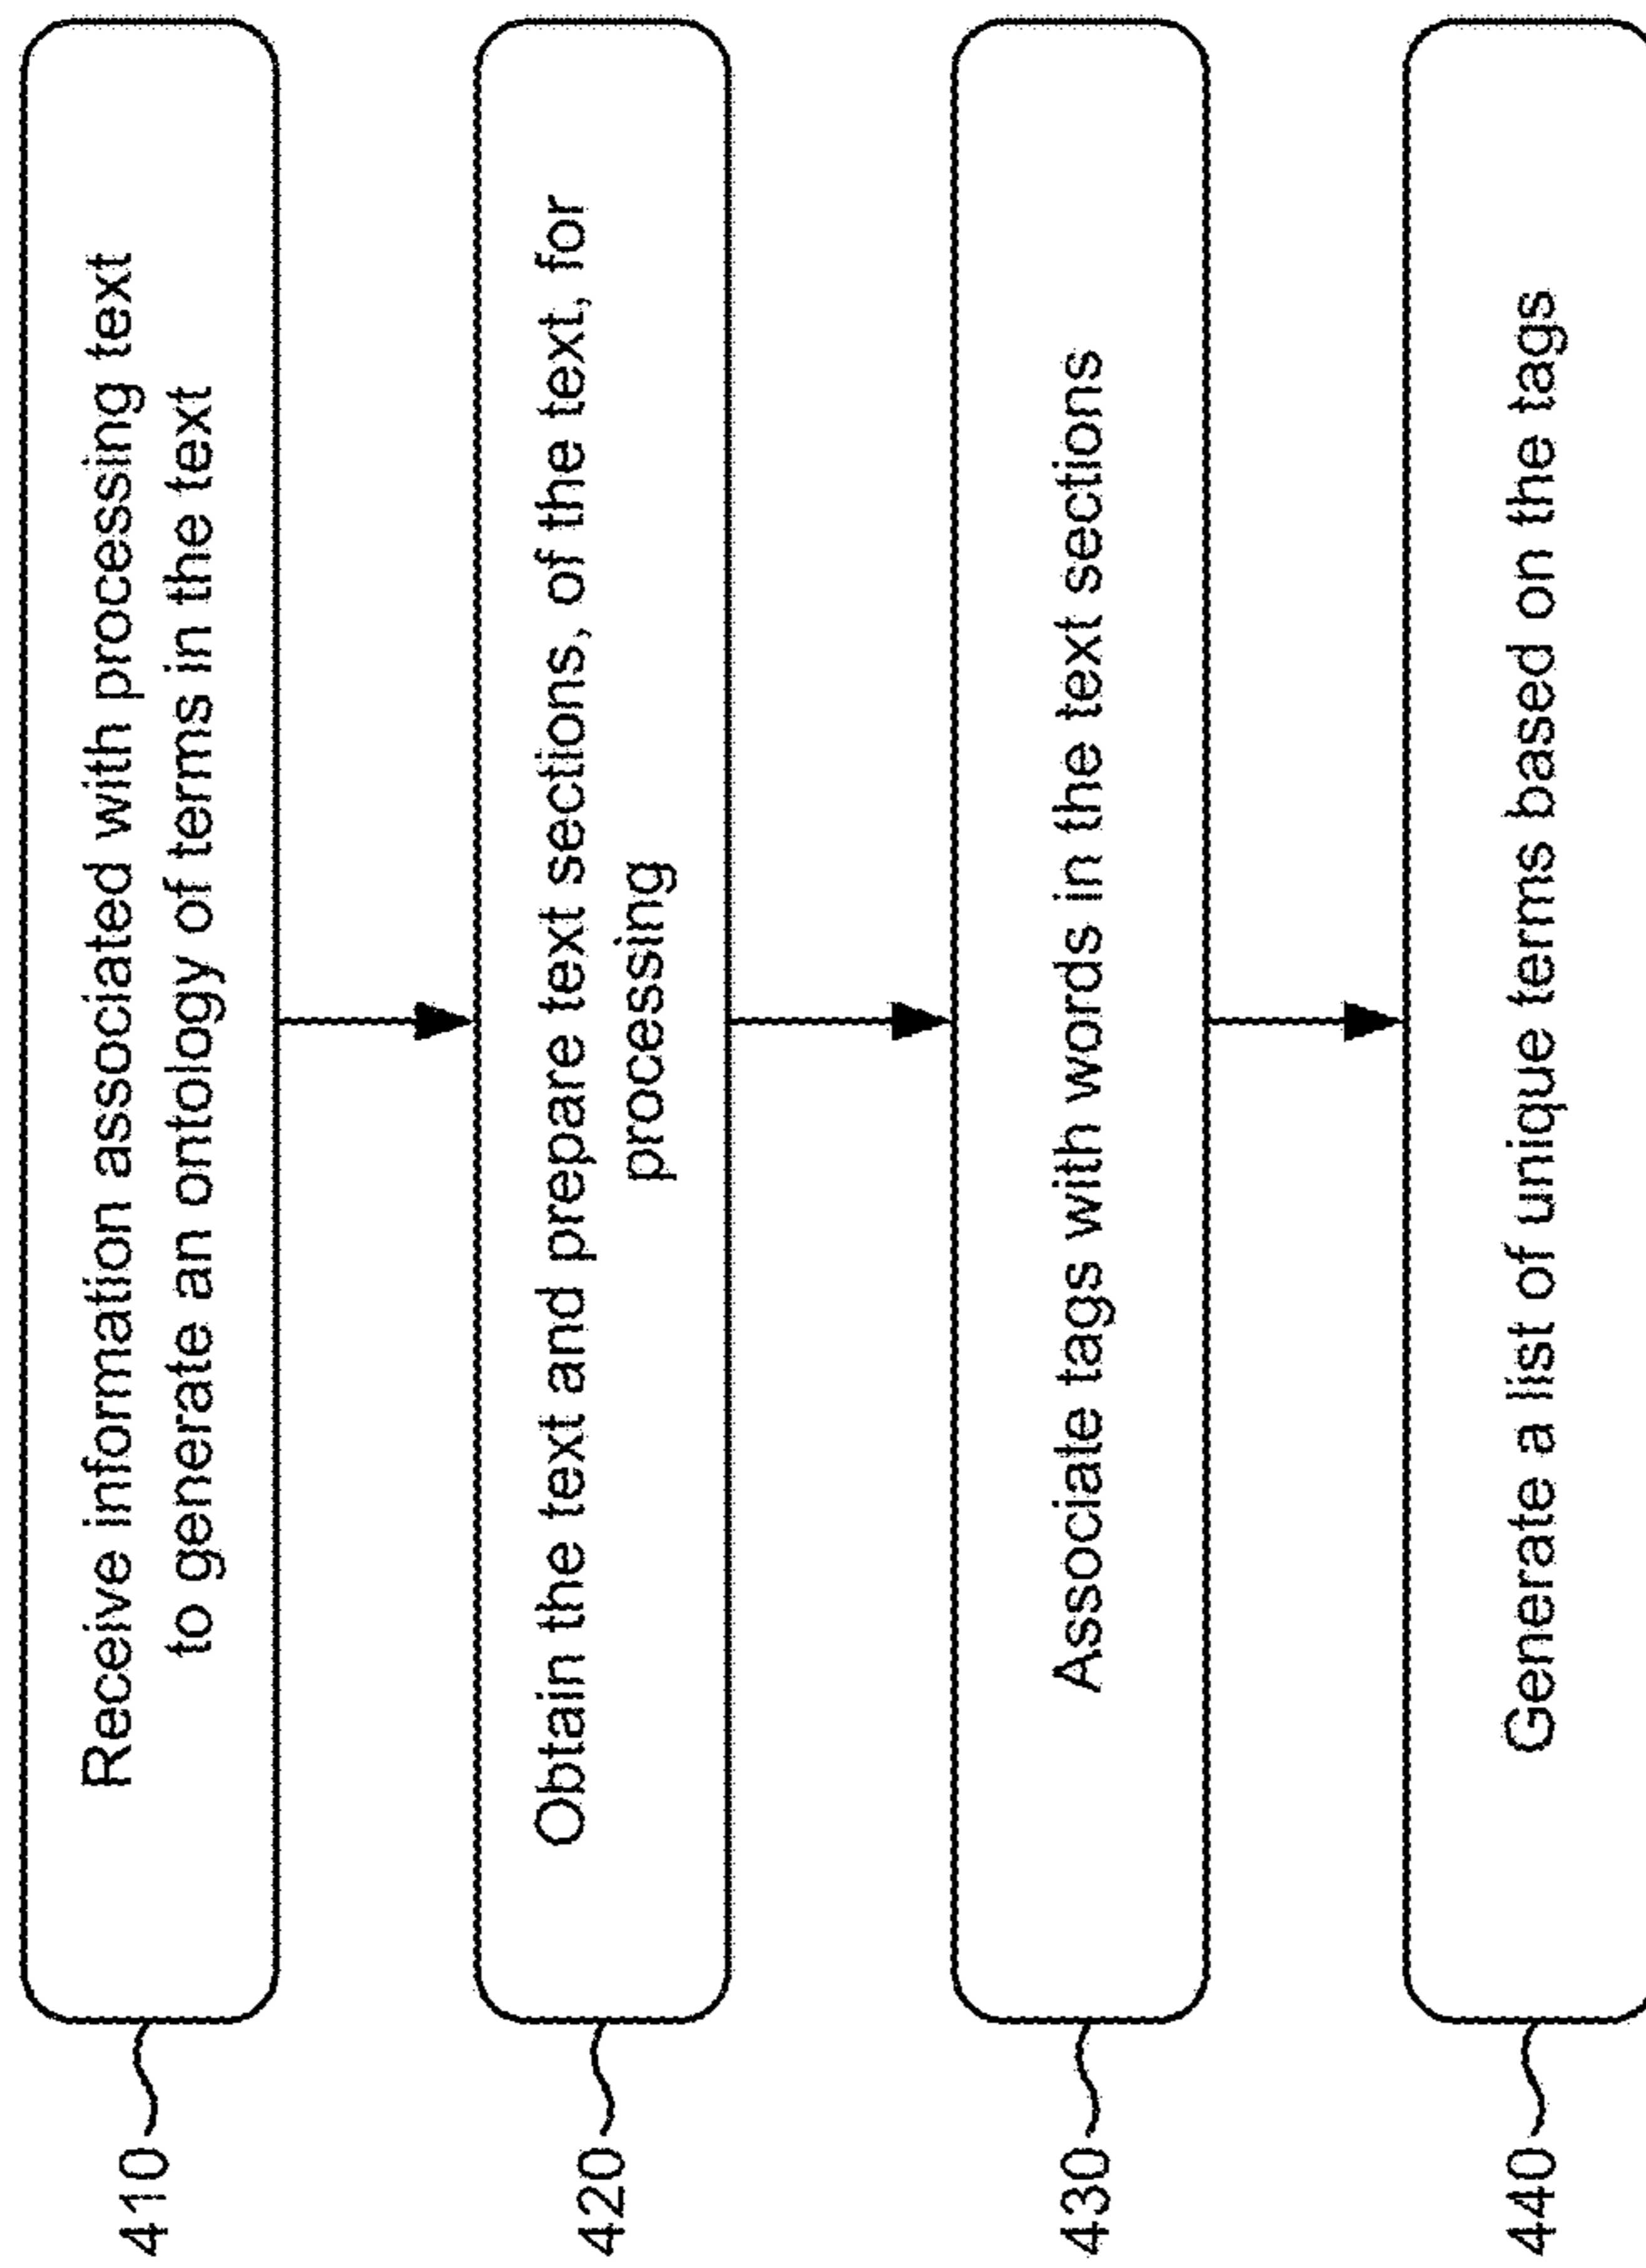 410
Receive information associated with processing text
to generate an ontology of terms in the text
420
Obtain the text and prepare text sections, of the text, for
processing
430
Associate tags with words in the text sections
440
Generate a list of unique terms based on the tags